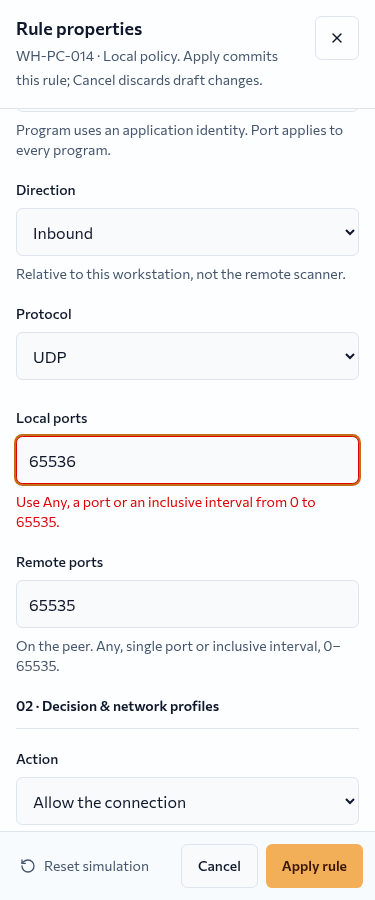 Rule properties
WH-PC-014 · Local policy. Apply commits
this rule; Cancel discards draft changes.
Program uses an application identity. Port applies to
every program.
Direction
Inbound
Relative to this workstation, not the remote scanner.
Protocol
UDP
Local ports
65536
Use Any, a port or an inclusive interval from 0 to
65535.
Remote ports
65535
On the peer. Any, single port or inclusive interval, 0–
65535.
02 · Decision & network profiles
Action
Allow the connection
Reset simulation
Cancel
Apply rule